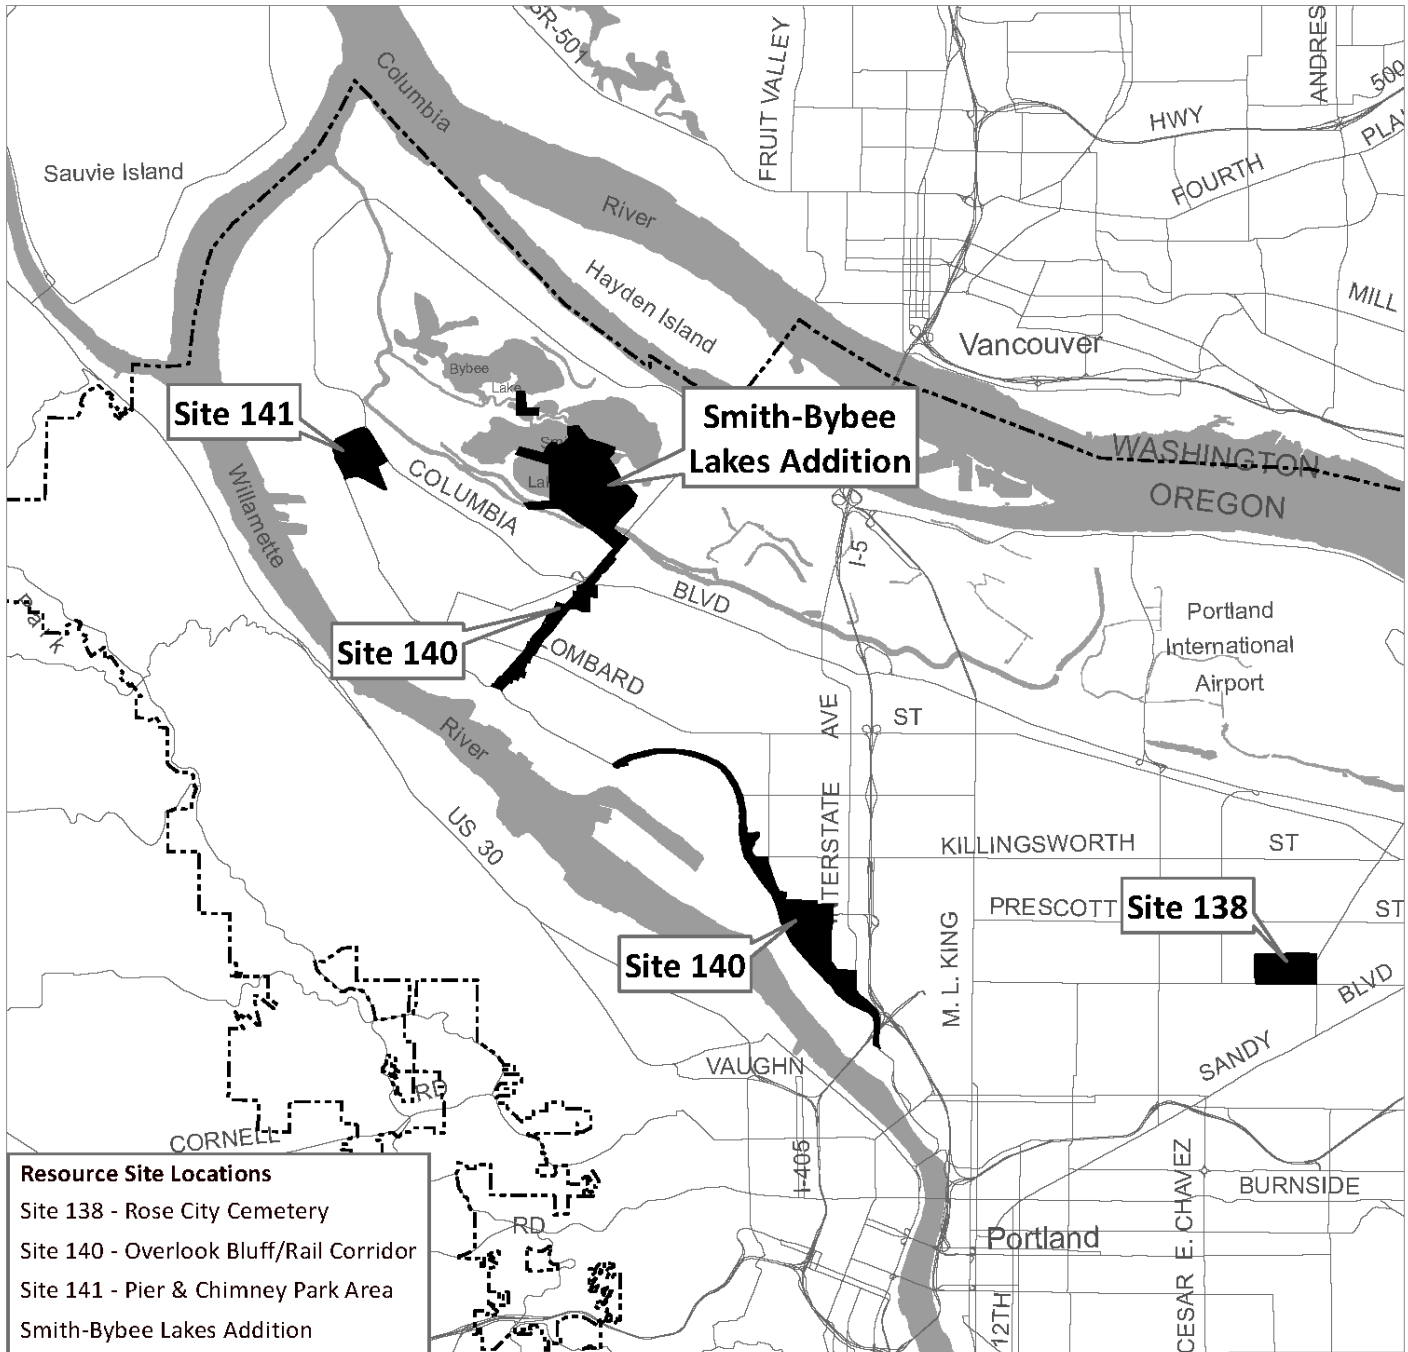 SR-501
FRUIT VALLEY
ANDRES
500
PLAI
HWY
FOURTH
MILL
Columbia
River
Sauvie Island
Hayden Island
Vancouver
Bybee
Lake
Site 141
Smith-Bybee
Lakes Addition
WASHINGTON
OREGON
COLUMBIA
Willamette
I-5
BLVD
Portland
International
Airport
Park
Site 140
LOMBARD
AVE
ST
River
INTERSTATE
US 30
KILLINGSWORTH
ST
PRESCOTT
Site 138
ST
Site 140
M. L. KING
BLVD
SANDY
VAUGHN
RD
CORNELL
I-405
CESAR E. CHAVEZ
BURNSIDE
RD
Portland
12TH
Resource Site Locations
Site 138 - Rose City Cemetery
Site 140 - Overlook Bluff/Rail Corridor
Site 141 - Pier & Chimney Park Area
Smith-Bybee Lakes Addition